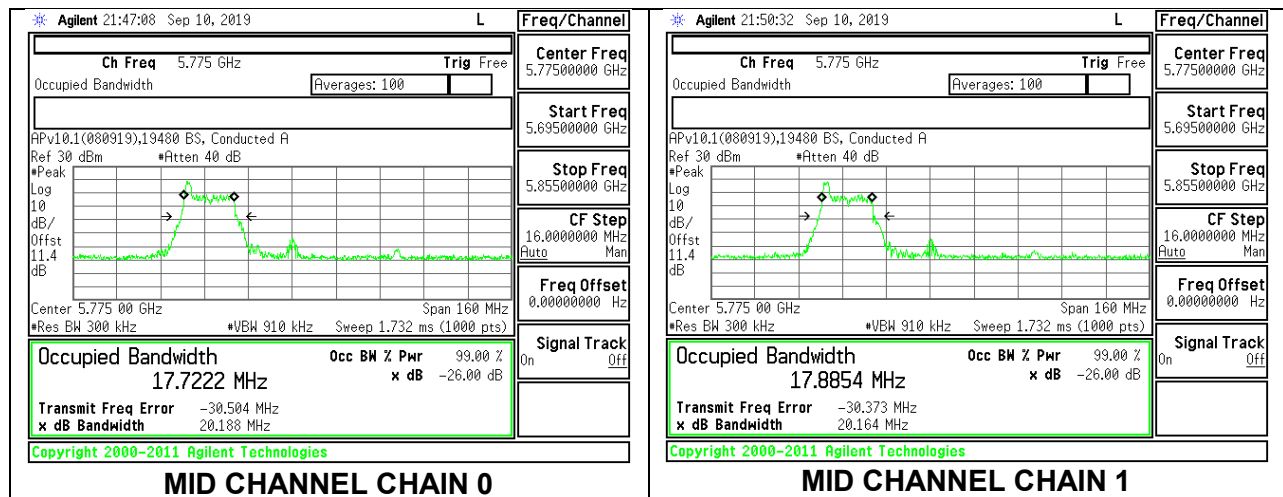 Agilent 21:47:08 Sep 10, 2019 L Freq/Channel
Ch Freq 5.775 GHz Trig Free
Occupied Bandwidth Averages: 100
Center Freq
5.77500000 GHz
Start Freq
5.69500000 GHz
Stop Freq
5.85500000 GHz
CF Step
16.0000000 MHz
Auto Man
Freq Offset
0.00000000 Hz
Signal Track
On Off
APv10.1(080919),19480 BS, Conducted A
Ref 30 dBm #Atten 40 dB
#Peak
Log
10
dB/
Offst
11.4
dB
Center 5.775 00 GHz Span 160 MHz
#Res BW 300 kHz #VBW 910 kHz Sweep 1.732 ms (1000 pts)
Occupied Bandwidth Occ BW % Pwr 99.00 %
17.7222 MHz x dB -26.00 dB
Transmit Freq Error -30.504 MHz
x dB Bandwidth 20.188 MHz
Copyright 2000-2011 Agilent Technologies
MID CHANNEL CHAIN 0
Agilent 21:50:32 Sep 10, 2019 L Freq/Channel
Ch Freq 5.775 GHz Trig Free
Occupied Bandwidth Averages: 100
Center Freq
5.77500000 GHz
Start Freq
5.69500000 GHz
Stop Freq
5.85500000 GHz
CF Step
16.0000000 MHz
Auto Man
Freq Offset
0.00000000 Hz
Signal Track
On Off
APv10.1(080919),19480 BS, Conducted A
Ref 30 dBm #Atten 40 dB
#Peak
Log
10
dB/
Offst
11.4
dB
Center 5.775 00 GHz Span 160 MHz
#Res BW 300 kHz #VBW 910 kHz Sweep 1.732 ms (1000 pts)
Occupied Bandwidth Occ BW % Pwr 99.00 %
17.8854 MHz x dB -26.00 dB
Transmit Freq Error -30.373 MHz
x dB Bandwidth 20.164 MHz
Copyright 2000-2011 Agilent Technologies
MID CHANNEL CHAIN 1